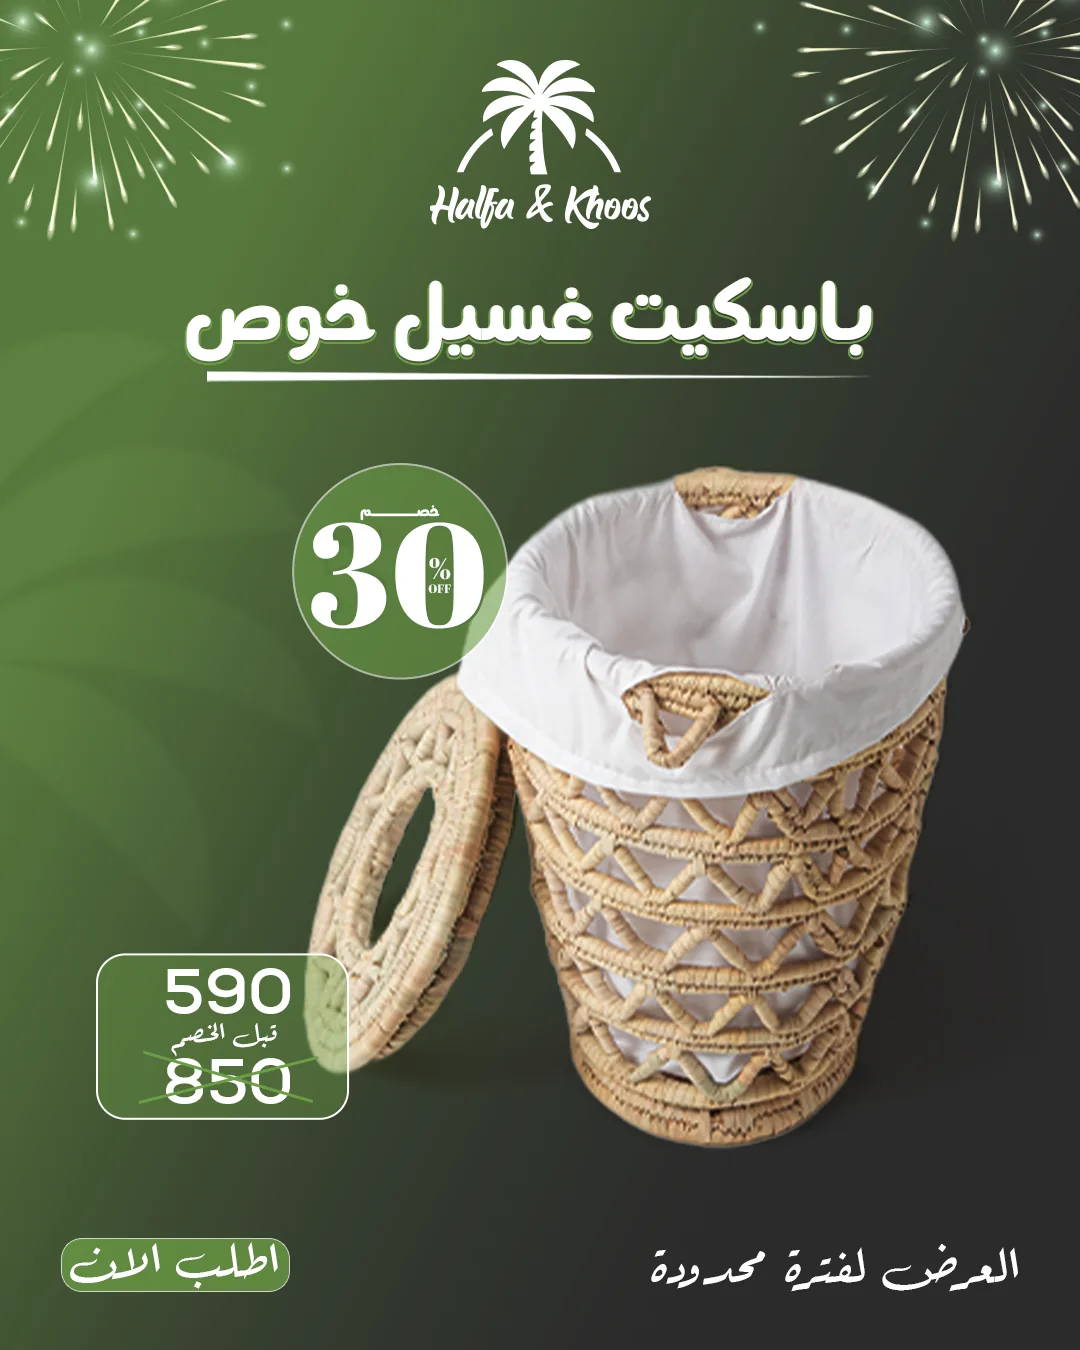 Halfa & Khoos
باسكيت غسيل خوص
خصم
30
%
OFF
590
قبل الخصم
850
العرض لفترة محدودة
اطلب الان